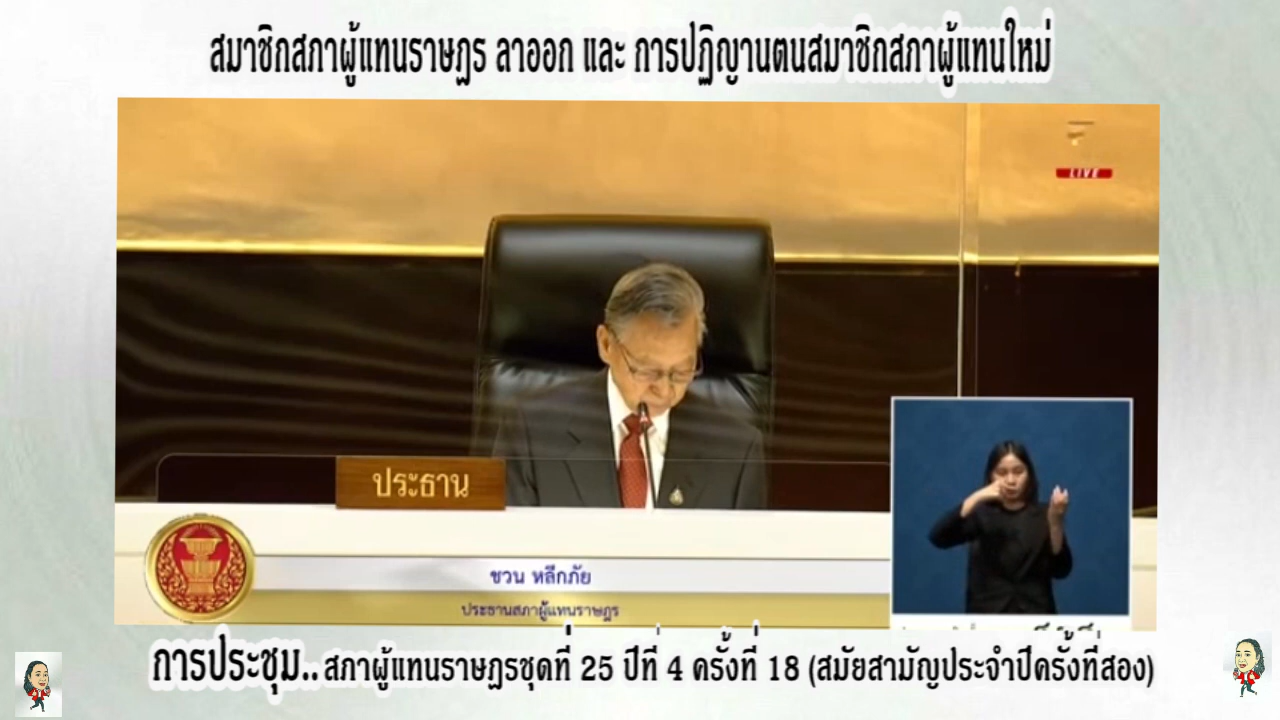 สมาชิกสภาผู้แทนราษฎร ลาออก และ การปฏิญานตนสมาชิกสภาผู้แทนใหม่
LIVE
ประธาน
ชวน หลีกภัย
ประธานสภาผู้แทนราษฎร
การประชุม.. สภาผู้แทนราษฎรชุดที่ 25 ปีที่ 4 ครั้งที่ 18 (สมัยสามัญประจำปีครั้งที่สอง)